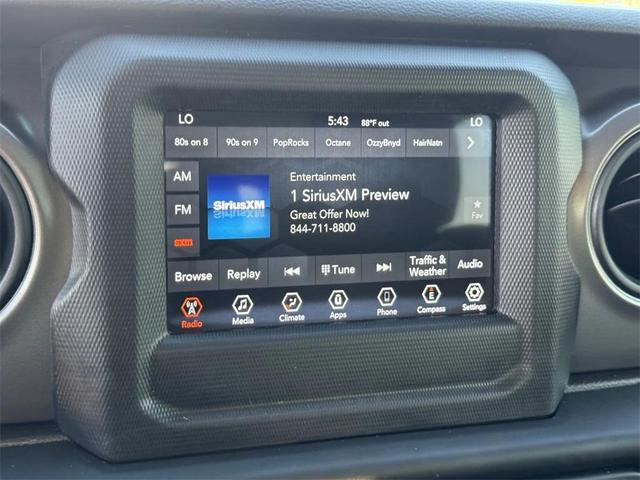 LO 5:43 88°F out LO
80s on 8 90s on 9 PopRocks Octane OzzyBnyd HairNatn
AM
FM
sxm
SiriusXM
Entertainment
1 SiriusXM Preview
Great Offer Now!
844-711-8800
Fav
Browse Replay Tune Traffic & Weather Audio
Radio Media Climate Apps Phone Compass Settings
E